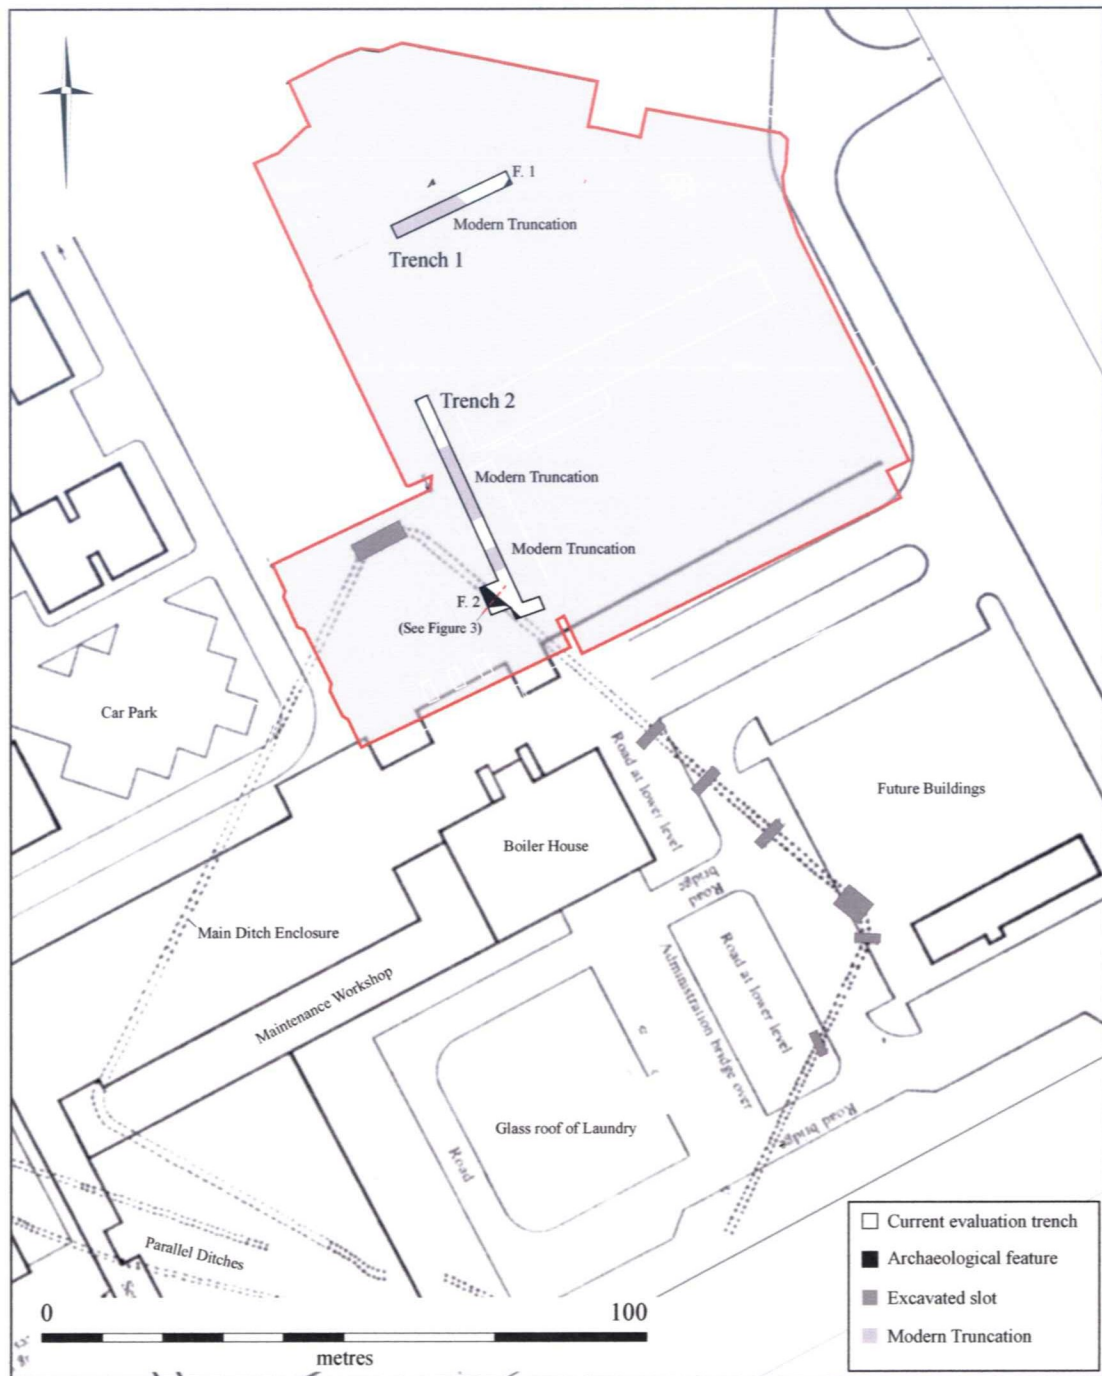 F. 1
Modern Truncation
Trench 1
Trench 2
Modern Truncation
Modern Truncation
F. 2
(See Figure 3)
Car Park
Road at lower level
Future Buildings
Boiler House
Road
bridge
Main Ditch Enclosure
Road at lower level
Administration bridge over
Maintenance Workshop
Glass roof of Laundry
Road
Road bridge
Parallel Ditches
Current evaluation trench
Archaeological feature
Excavated slot
Modern Truncation
0 100
metres